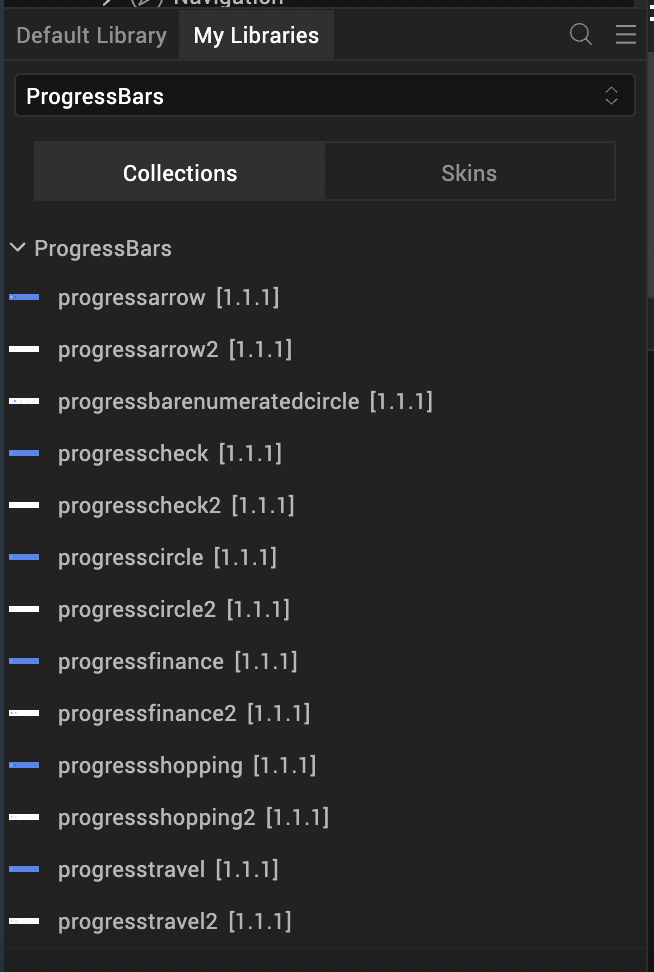 Navigation
Default Library My Libraries
ProgressBars
Collections Skins
ProgressBars
progressarrow [1.1.1]
progressarrow2 [1.1.1]
progressbarenumeratedcircle [1.1.1]
progresscheck [1.1.1]
progresscheck2 [1.1.1]
progresscircle [1.1.1]
progresscircle2 [1.1.1]
progressfinance [1.1.1]
progressfinance2 [1.1.1]
progressshopping [1.1.1]
progressshopping2 [1.1.1]
progresstravel [1.1.1]
progresstravel2 [1.1.1]